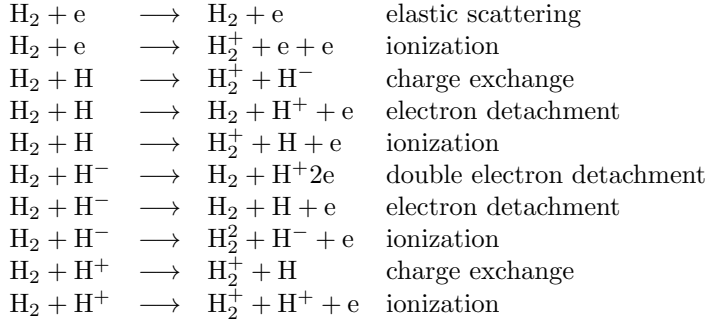 H₂ + e ⟶ H₂ + e elastic scattering
H₂ + e ⟶ H₂⁺ + e + e ionization
H₂ + H ⟶ H₂⁺ + H⁻ charge exchange
H₂ + H ⟶ H₂ + H⁺ + e electron detachment
H₂ + H ⟶ H₂⁺ + H + e ionization
H₂ + H⁻ ⟶ H₂ + H⁺2e double electron detachment
H₂ + H⁻ ⟶ H₂ + H + e electron detachment
H₂ + H⁻ ⟶ H₂² + H⁻ + e ionization
H₂ + H⁺ ⟶ H₂⁺ + H charge exchange
H₂ + H⁺ ⟶ H₂⁺ + H⁺ + e ionization